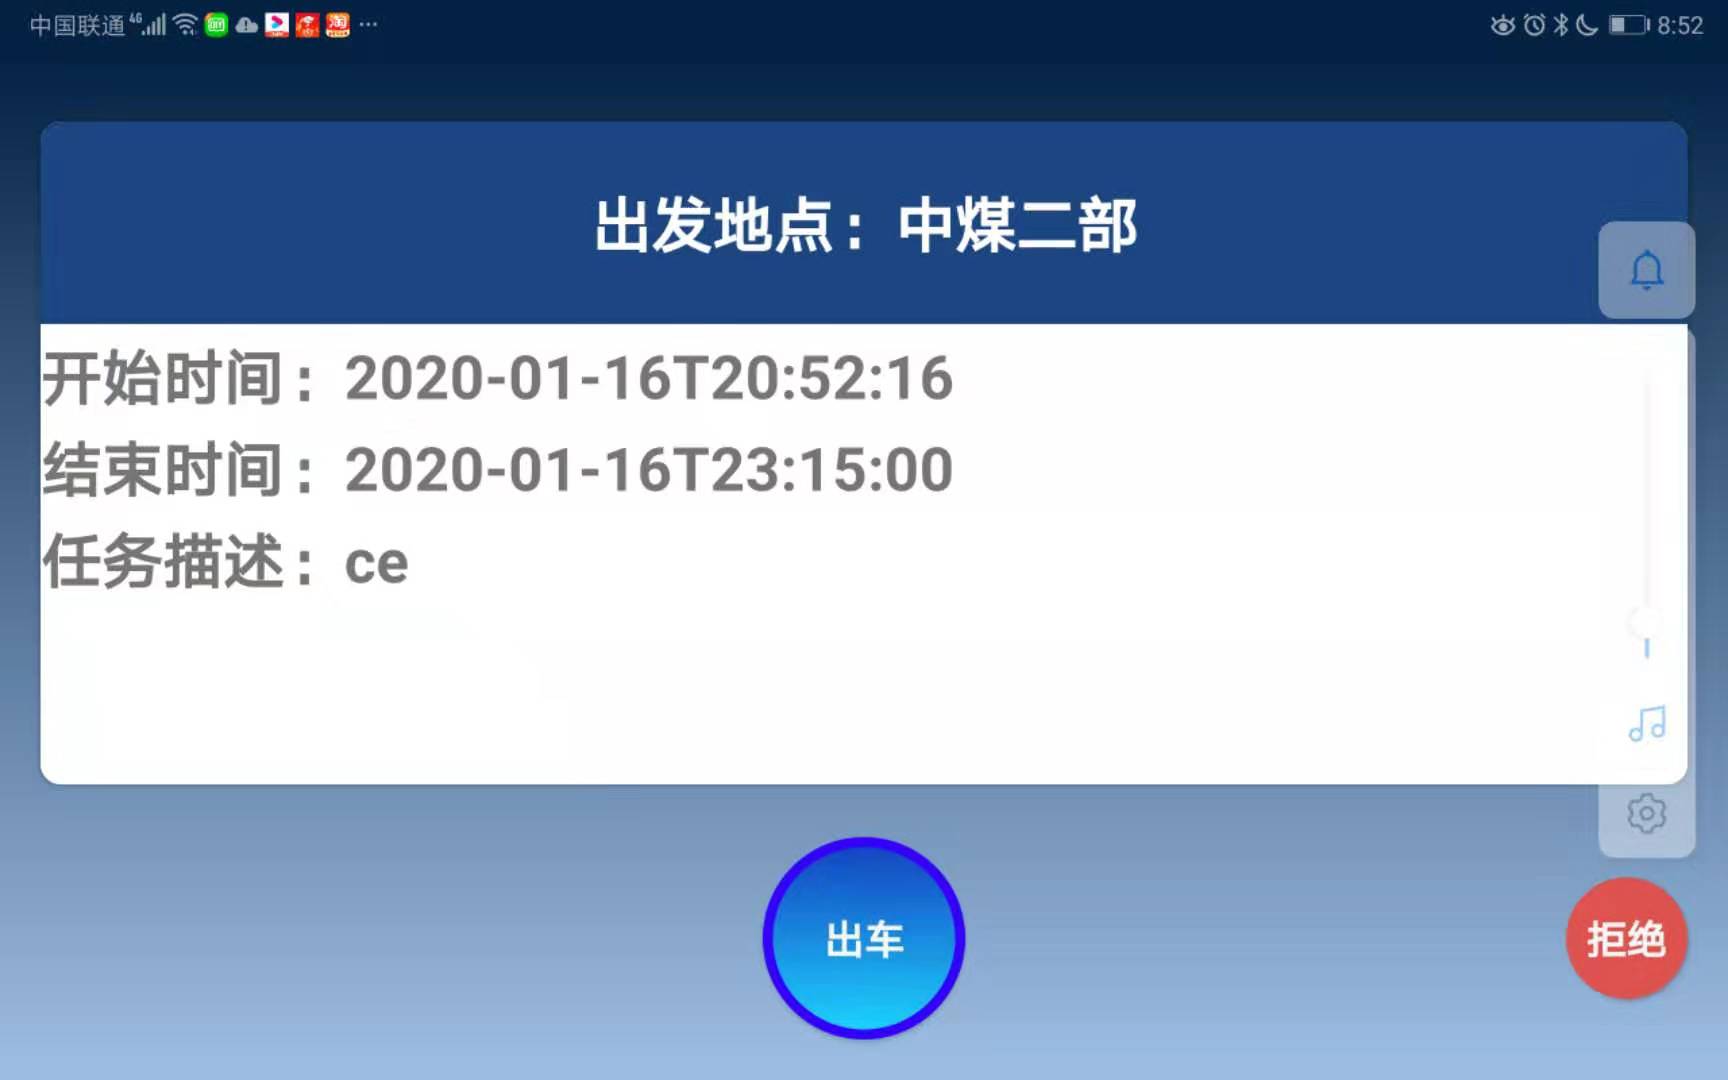 中国联通 4G 8:52
出发地点：中煤二部
开始时间：2020-01-16T20:52:16
结束时间：2020-01-16T23:15:00
任务描述：ce
出车
拒绝